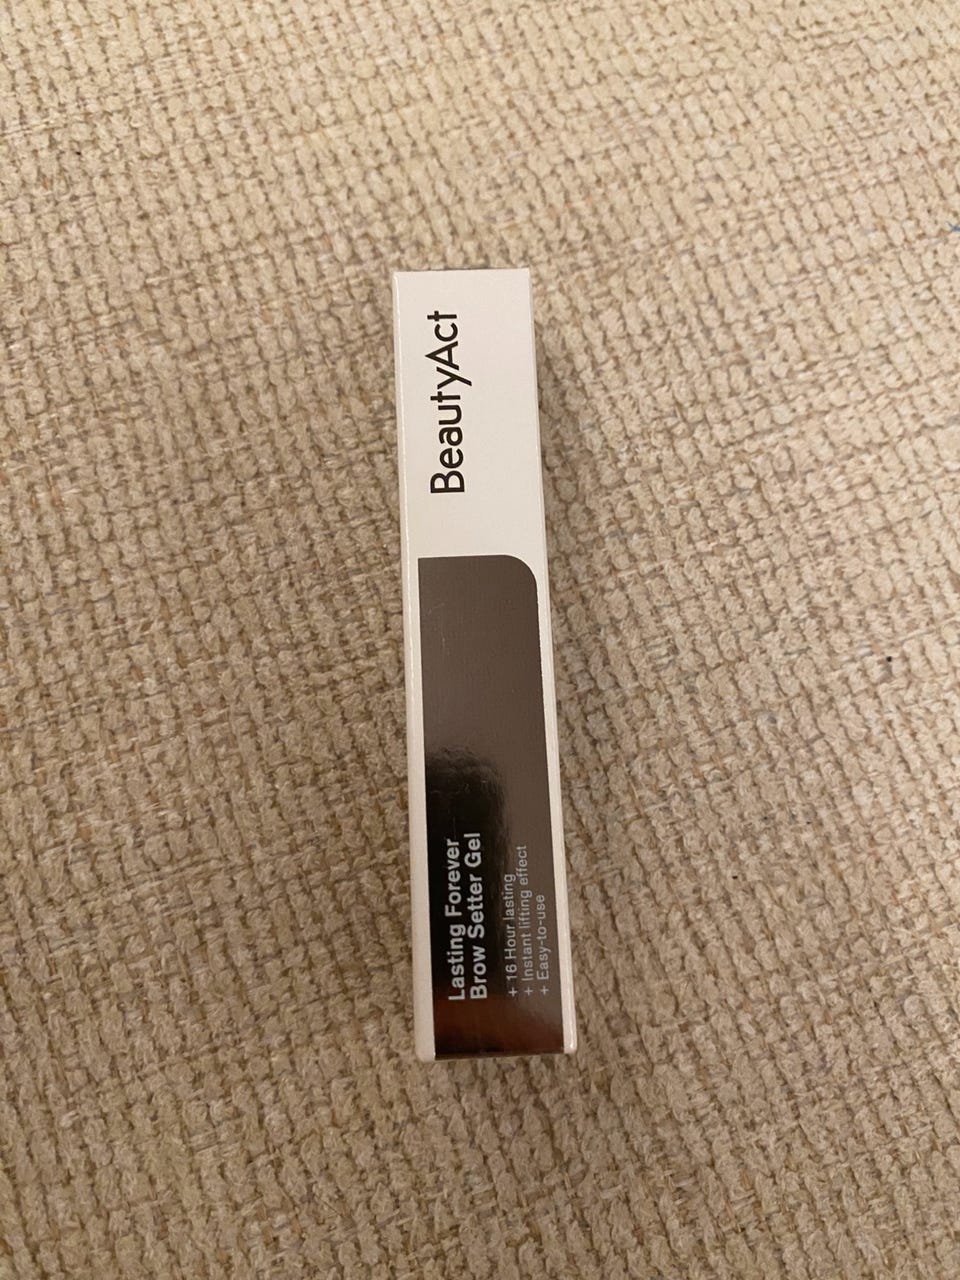 BeautyAct
Lasting Forever
Brow Setter Gel
+ 16 Hour lasting
+ Instant lifting effect
+ Easy-to-use